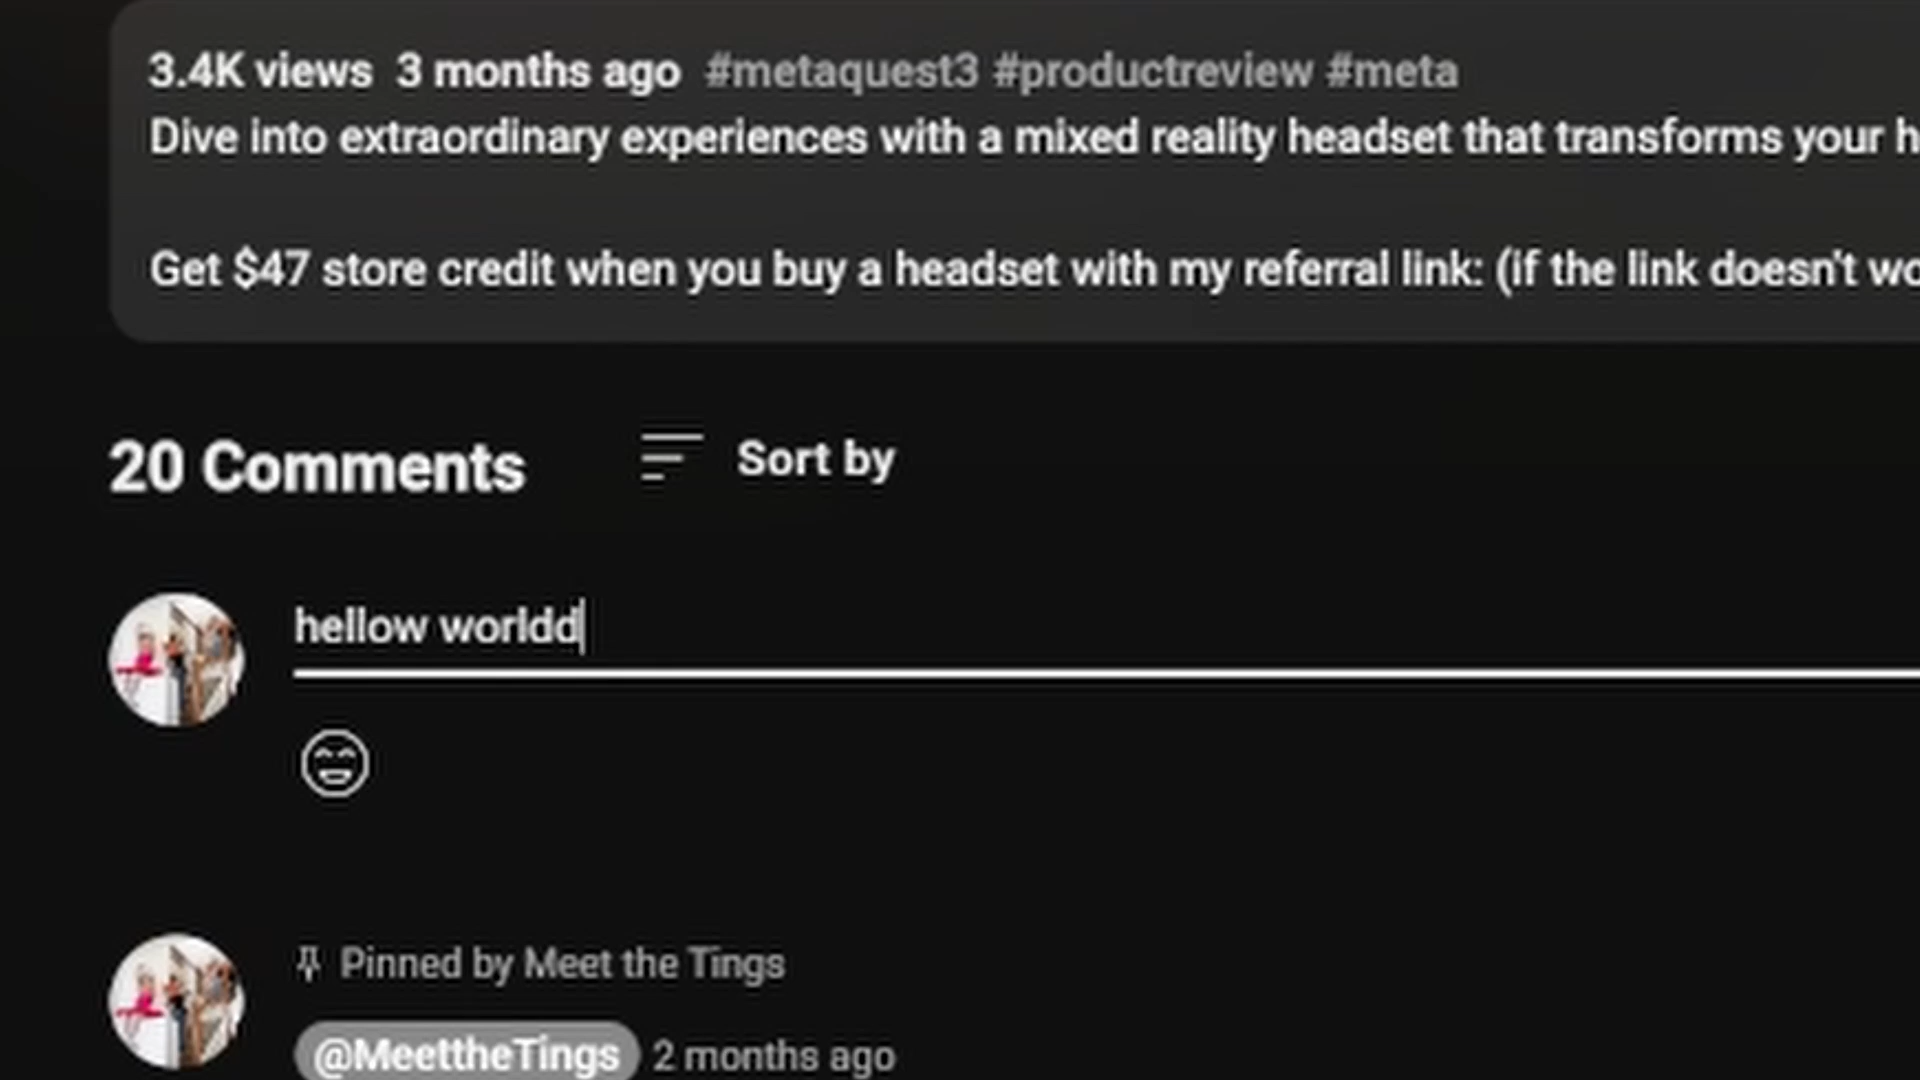 3.4K views 3 months ago #metaquest3 #productreview #meta
Dive into extraordinary experiences with a mixed reality headset that transforms your
Get $47 store credit when you buy a headset with my referral link: (if the link doesn't
20 Comments Sort by
hellow worldd
Pinned by Meet the Tings
@MeettheTings 2 months ago